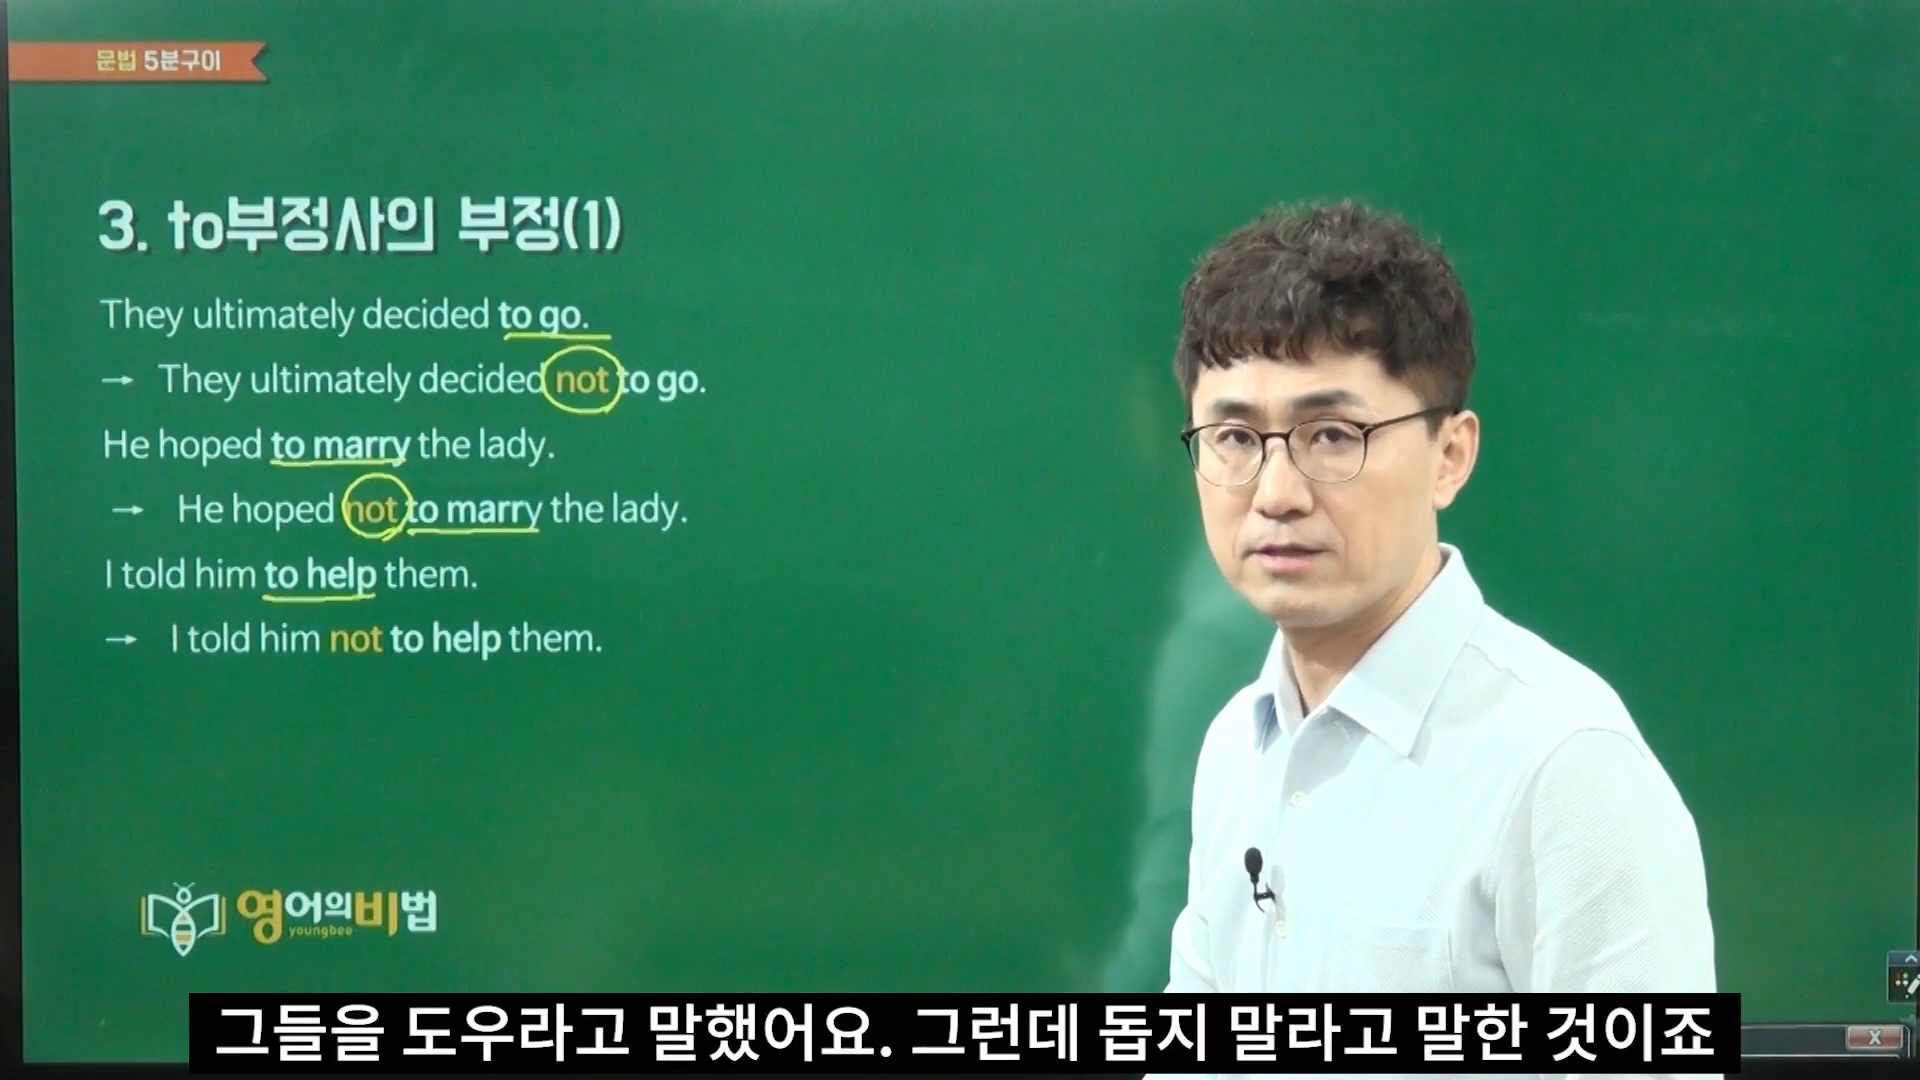 문법 5분구이
3. to부정사의 부정(1)
They ultimately decided to go.
→ They ultimately decided not to go.
He hoped to marry the lady.
→ He hoped not to marry the lady.
I told him to help them.
→ I told him not to help them.
영어의비법
youngbee
그들을 도우라고 말했어요. 그런데 돕지 말라고 말한 것이죠
X